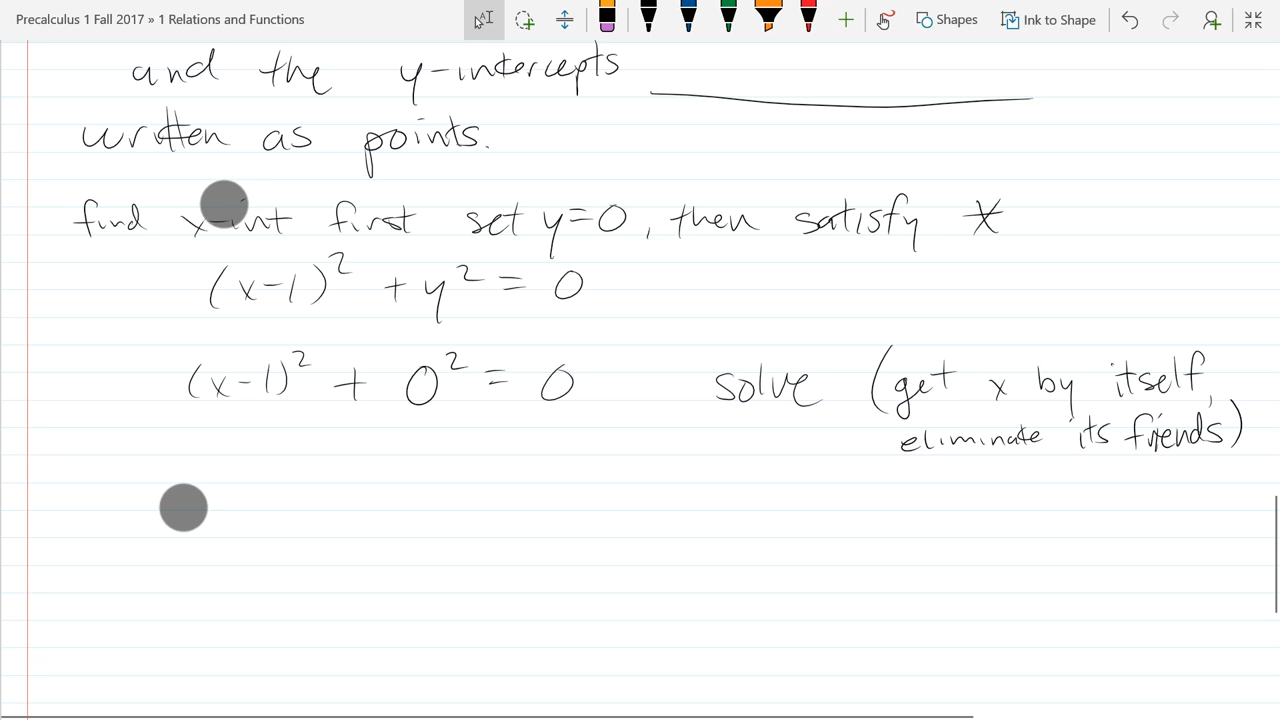 Precalculus 1 Fall 2017 » 1 Relations and Functions
Shapes
Ink to Shape
and the y-intercepts
written as points.
find x-int first set y=0, then satisfy *
(x-1)² + y² = 0
(x-1)² + 0² = 0 solve (get x by itself,
eliminate its friends)